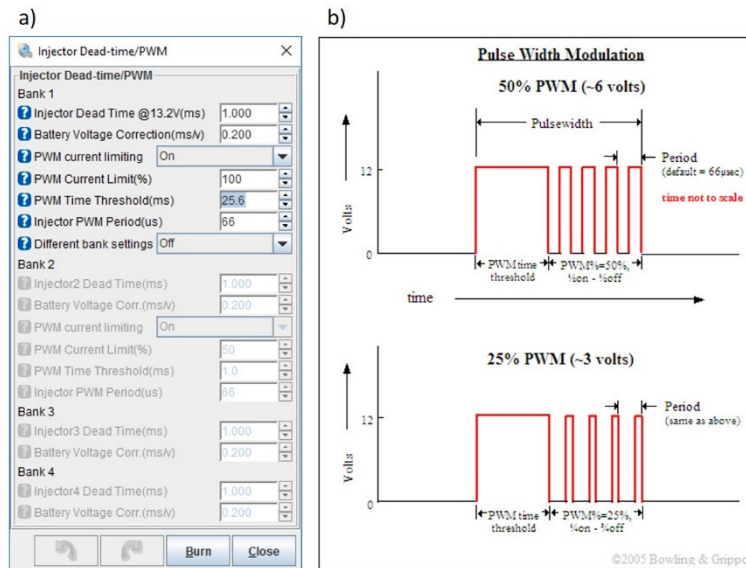 a)
Injector Dead-time/PWM
Injector Dead-time/PWM
Bank 1
Injector Dead Time @13.2V(ms) 1.000
Battery Voltage Correction(ms/v) 0.200
PWM current limiting On
PWM Current Limit(%) 100
PWM Time Threshold(ms) 25.6
Injector PWM Period(us) 66
Different bank settings Off
Bank 2
Injector2 Dead Time(ms) 1.000
Battery Voltage Corr.(ms/v) 0.200
PWM current limiting On
PWM Current Limit(%) 50
PWM Time Threshold(ms) 1.0
Injector PWM Period(us) 66
Bank 3
Injector3 Dead Time(ms) 1.000
Battery Voltage Corr.(ms/v) 0.200
Bank 4
Injector4 Dead Time(ms) 1.000
Battery Voltage Corr.(ms/v) 0.200
Burn Close
b)
Pulse Width Modulation
50% PWM (~6 volts)
Pulsewidth
Period
(default = 66µsec)
time not to scale
12
Volts
0
PWM time
threshold
PWM%=50%,
½on - ½off
time
25% PWM (~3 volts)
Period
(same as above)
12
Volts
0
PWM time
threshold
PWM%=25%,
¼on - ¾off
©2005 Bowling & Grippo